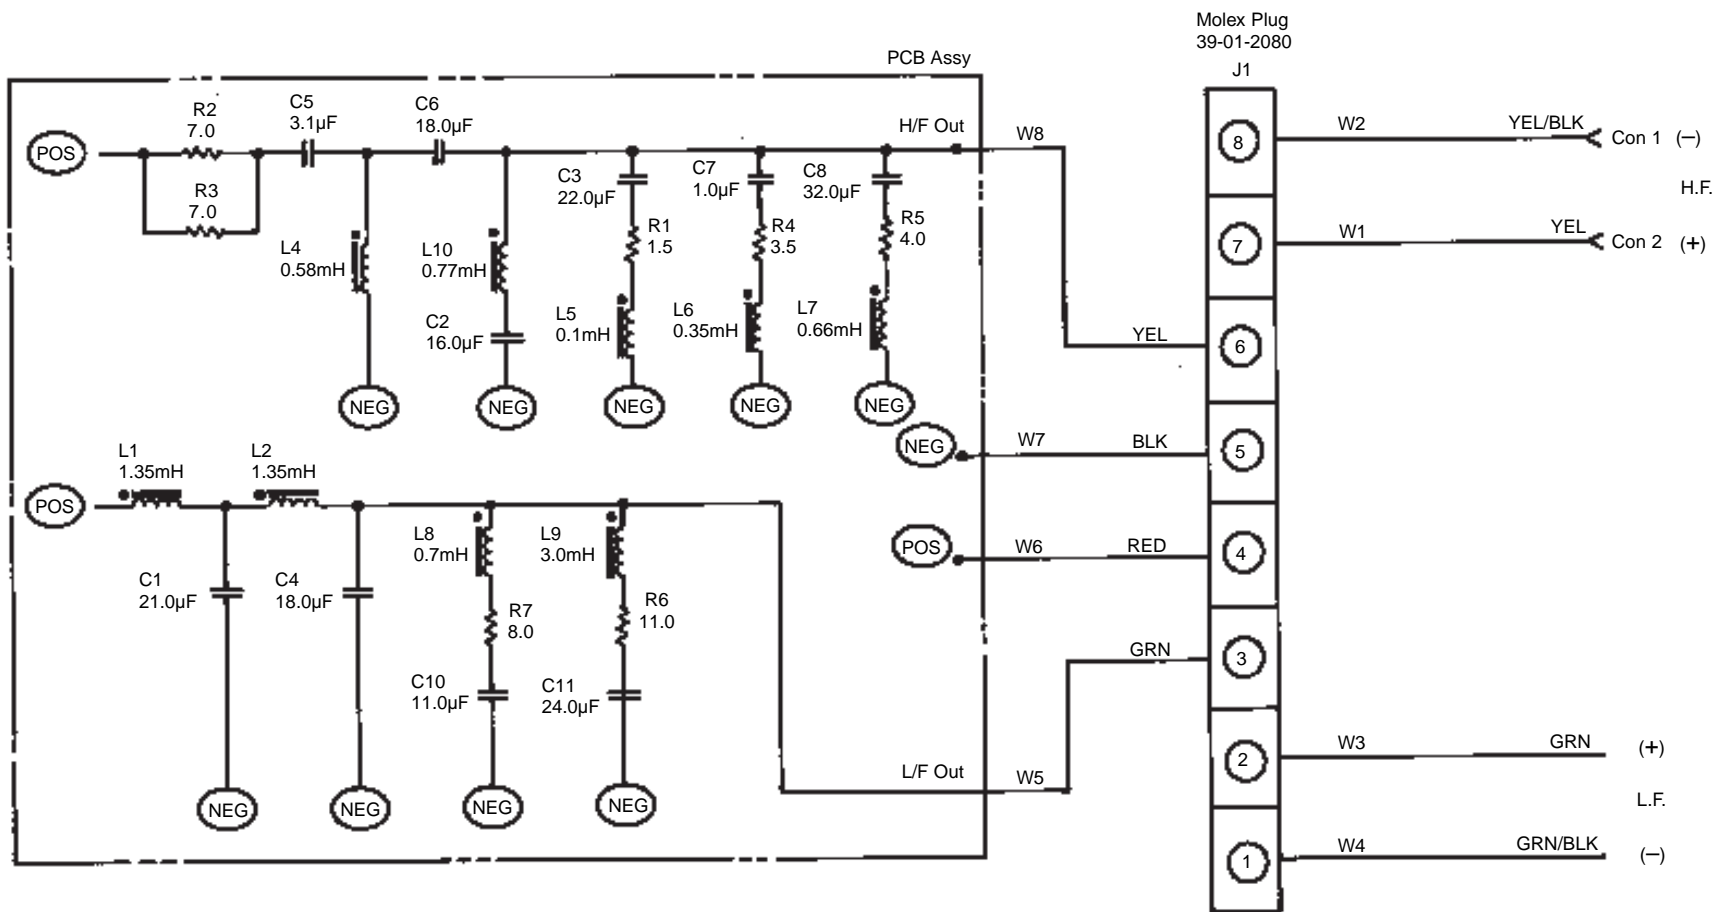 Molex Plug
39-01-2080
J1
PCB Assy
POS
R2
7.0
R3
7.0
C5
3.1µF
C6
18.0µF
H/F Out
W8
L4
0.58mH
L10
0.77mH
C2
16.0µF
C3
22.0µF
R1
1.5
L5
0.1mH
C7
1.0µF
R4
3.5
L6
0.35mH
C8
32.0µF
R5
4.0
L7
0.66mH
NEG
NEG
NEG
NEG
NEG
YEL
NEG
W7
BLK
POS
W6
RED
POS
L1
1.35mH
L2
1.35mH
C1
21.0µF
C4
18.0µF
L8
0.7mH
R7
8.0
C10
11.0µF
L9
3.0mH
R6
11.0
C11
24.0µF
NEG
NEG
NEG
NEG
L/F Out
W5
GRN
8
7
6
5
4
3
2
1
W2
YEL/BLK
Con 1 (–)
H.F.
W1
YEL
Con 2 (+)
W3
GRN
(+)
L.F.
W4
GRN/BLK
(–)